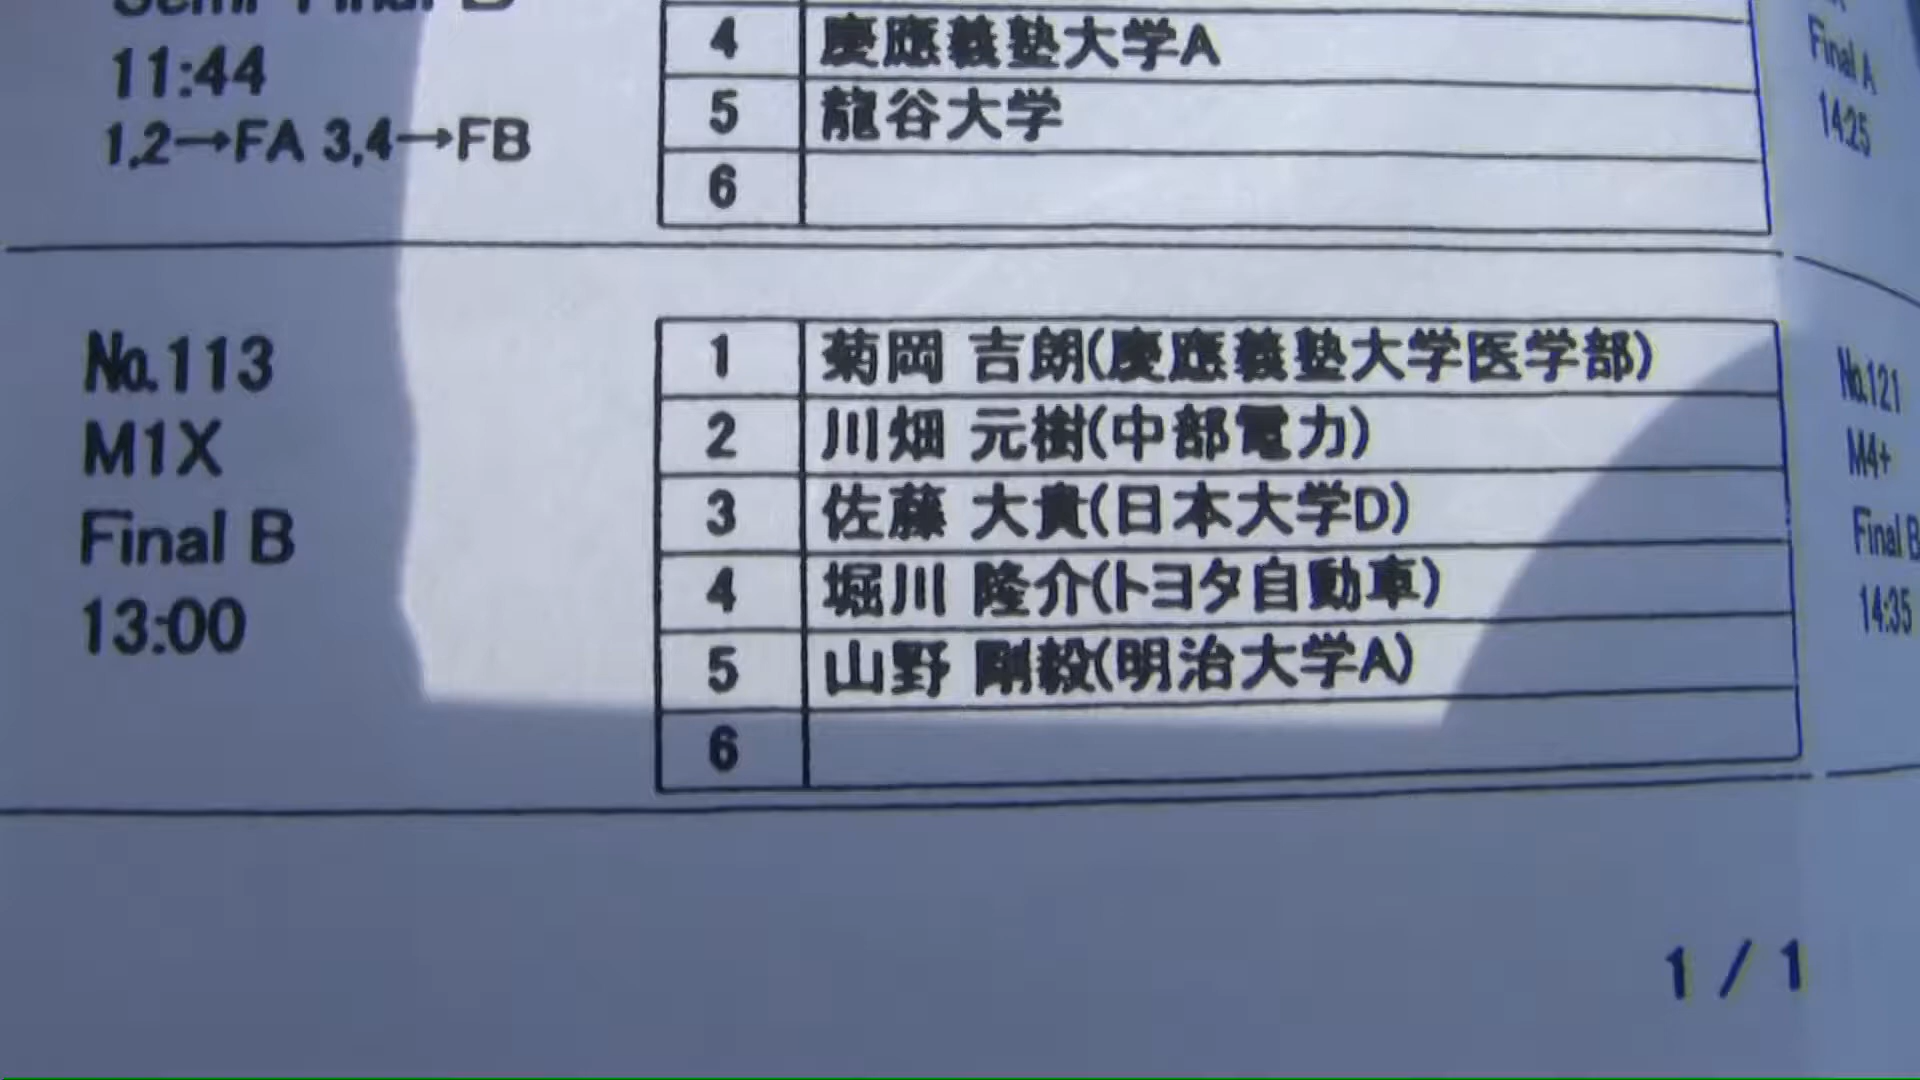 11:44
1,2→FA 3,4→FB
4 慶應義塾大学A
5 龍谷大学
6
No.113
M1X
Final B
13:00
1 菊岡 吉朗(慶應義塾大学医学部)
2 川畑 元樹(中部電力)
3 佐藤 大貴(日本大学D)
4 堀川 隆介(トヨタ自動車)
5 山野 剛毅(明治大学A)
6
Final A
14:25
No.121
M4+
Final B
14:35
1 / 1